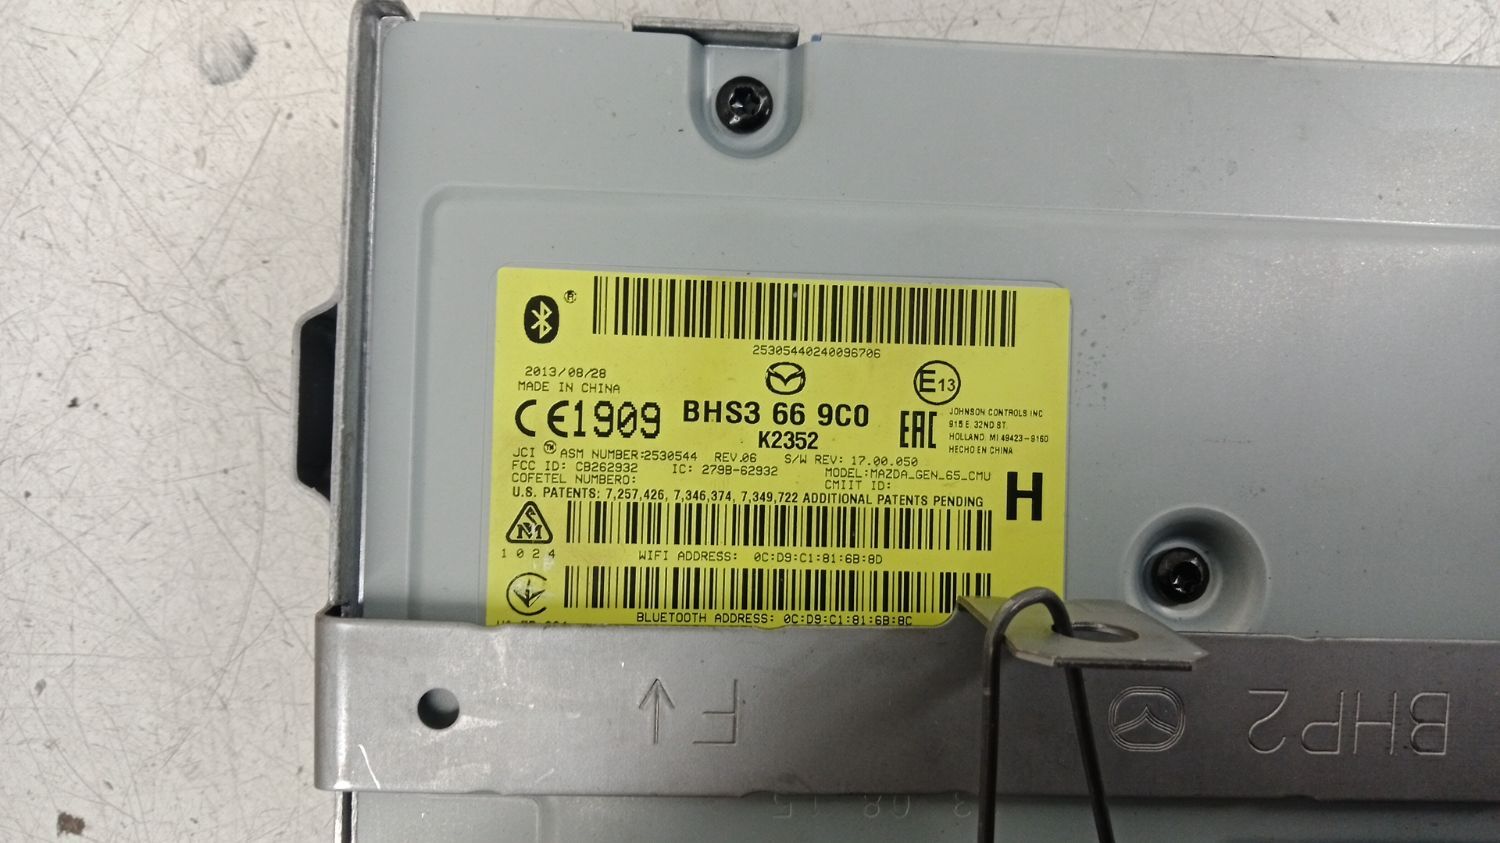 25305440240096706
2013/08/28
MADE IN CHINA
E13
CE1909
BHS3 66 9C0
K2352
EAC
JOHNSON CONTROLS INC
915 E. 32ND ST.
HOLLAND, MI 49423-9160
HECHO EN CHINA
JCI ™ ASM NUMBER:2530544 REV.06 S/W REV: 17.00.050
FCC ID: CB262932 IC: 279B-62932 MODEL:MAZDA_GEN_65_CMU
COFETEL NUMBERO: CMIIT ID:
H
U.S. PATENTS: 7,257,426, 7,346,374, 7,349,722 ADDITIONAL PATENTS PENDING
1024
WIFI ADDRESS: 0C:D9:C1:81:6B:8D
BLUETOOTH ADDRESS: 0C:D9:C1:81:6B:8C
F
BHP2